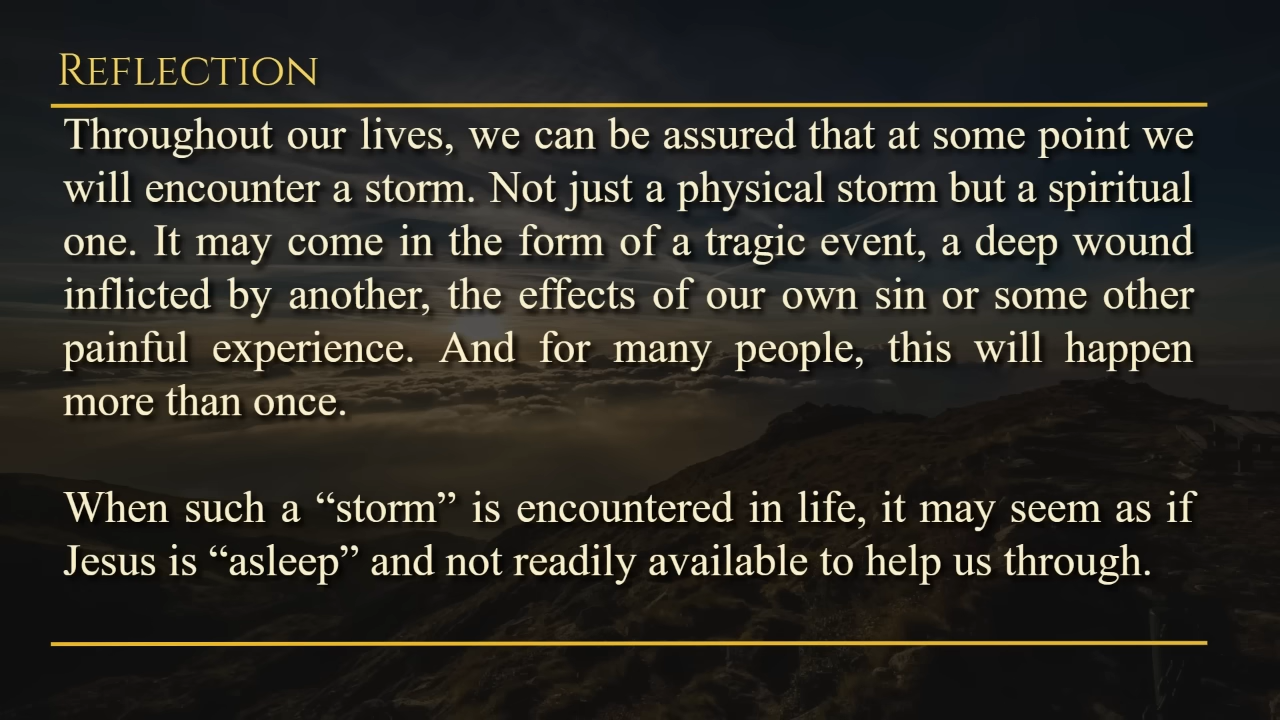 REFLECTION
Throughout our lives, we can be assured that at some point we
will encounter a storm. Not just a physical storm but a spiritual
one. It may come in the form of a tragic event, a deep wound
inflicted by another, the effects of our own sin or some other
painful experience. And for many people, this will happen
more than once.
When such a “storm” is encountered in life, it may seem as if
Jesus is “asleep” and not readily available to help us through.